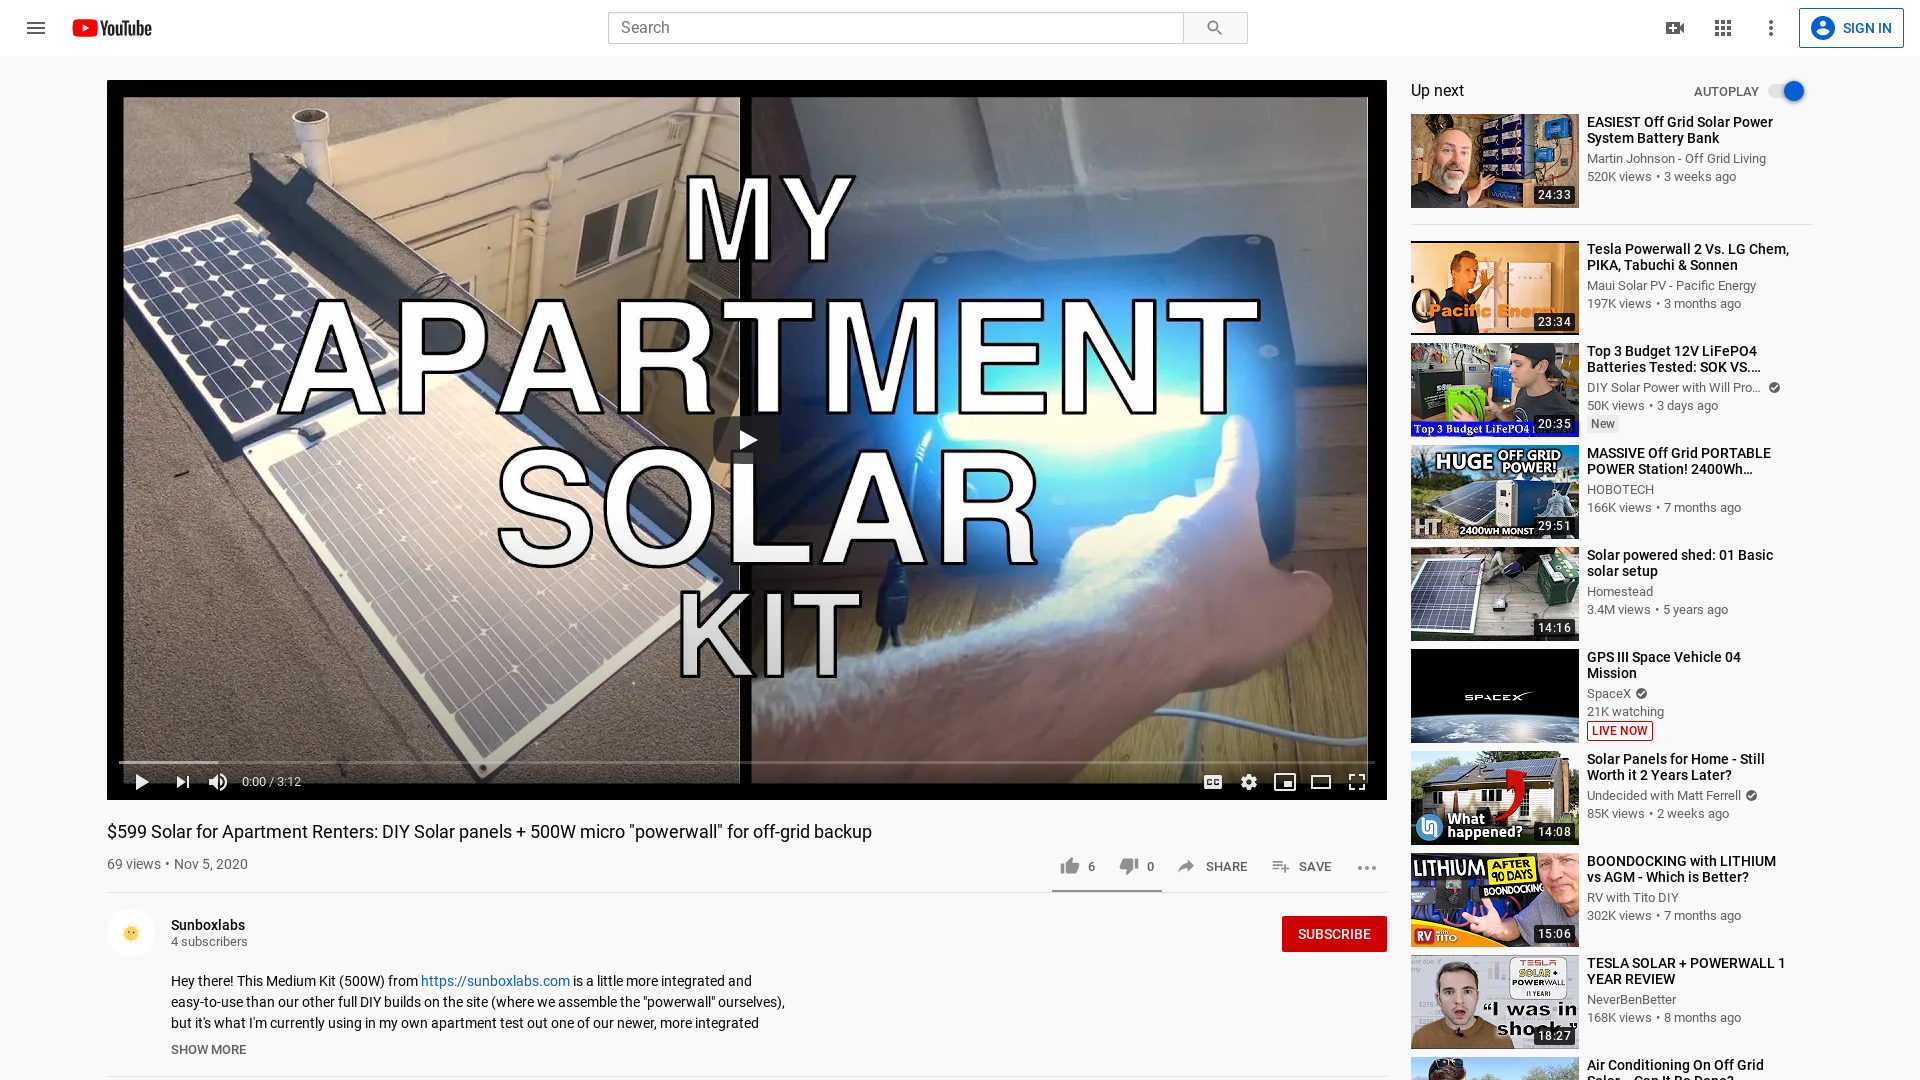 YouTube
Search
SIGN IN
MY
APARTMENT
SOLAR
KIT
0:00 / 3:12
CC
$599 Solar for Apartment Renters: DIY Solar panels + 500W micro "powerwall" for off-grid backup
69 views • Nov 5, 2020
6
0
SHARE
SAVE
Sunboxlabs
4 subscribers
SUBSCRIBE
Hey there! This Medium Kit (500W) from https://sunboxlabs.com is a little more integrated and
easy-to-use than our other full DIY builds on the site (where we assemble the "powerwall" ourselves),
but it's what I'm currently using in my own apartment test out one of our newer, more integrated
SHOW MORE
Up next
AUTOPLAY
24:33
EASIEST Off Grid Solar Power
System Battery Bank
Martin Johnson - Off Grid Living
520K views • 3 weeks ago
TESLA
Pacific Energy
23:34
Tesla Powerwall 2 Vs. LG Chem,
PIKA, Tabuchi & Sonnen
Maui Solar PV - Pacific Energy
197K views • 3 months ago
SOK
Top 3 Budget LiFePO4
20:35
Top 3 Budget 12V LiFePO4
Batteries Tested: SOK VS....
DIY Solar Power with Will Pro...
50K views • 3 days ago
New
HUGE OFF GRID
POWER!
HT
2400WH MONST
29:51
MASSIVE Off Grid PORTABLE
POWER Station! 2400Wh...
HOBOTECH
166K views • 7 months ago
14:16
Solar powered shed: 01 Basic
solar setup
Homestead
3.4M views • 5 years ago
SPACEX
GPS III Space Vehicle 04
Mission
SpaceX
21K watching
LIVE NOW
What
happened?
14:08
Solar Panels for Home - Still
Worth it 2 Years Later?
Undecided with Matt Ferrell
85K views • 2 weeks ago
LITHIUM
AFTER
90 DAYS
BOONDOCKING
RV with TITO
15:06
BOONDOCKING with LITHIUM
vs AGM - Which is Better?
RV with Tito DIY
302K views • 7 months ago
TESLA
SOLAR +
POWERWALL
(1 YEAR)
"I was in
shock."
18:27
TESLA SOLAR + POWERWALL 1
YEAR REVIEW
NeverBenBetter
168K views • 8 months ago
Air Conditioning On Off Grid
Solar - Can It Be Done?